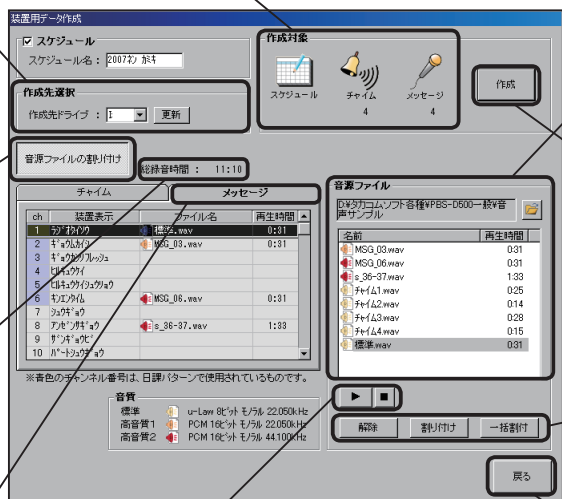 装置用データ作成
スケジュール
スケジュール名： 2007ネン カミキ
作成先選択
作成先ドライブ： I 更新
作成対象
スケジュール チャイム メッセージ
4 4
作成
音源ファイルの割り付け
総録音時間： 11:10
チャイム メッセージ
ch 装置表示 ファイル名 再生時間
1 ラジオタイソウ 標準.wav 0:31
2 ギョウムカイシ MSG_03.wav 0:31
3 ギョウカンリフレッシュ
4 ヒルキュウケイ
5 ヒルキュウケイシュウリョウ
6 キンエンタイム MSG_06.wav 0:31
7 シュウギョウ
8 アンゼンサギョウ s_36-37.wav 1:33
9 ザンギョウビ
10 パートシュウギョウ
※青色のチャンネル番号は、日課パターンで使用されているものです。
音質
標準 u-Law 8ビット モノラル 22.050kHz
高音質1 PCM 16ビット モノラル 22.050kHz
高音質2 PCM 16ビット モノラル 44.100kHz
音源ファイル
D:¥タカコムソフト各種¥PBS-D500一般¥音声サンプル
名前 再生時間
MSG_03.wav 0:31
MSG_06.wav 0:31
s_36-37.wav 1:33
チャイム1.wav 0:25
チャイム2.wav 0:14
チャイム3.wav 0:28
チャイム4.wav 0:15
標準.wav 0:31
解除 割り付け 一括割付
戻る